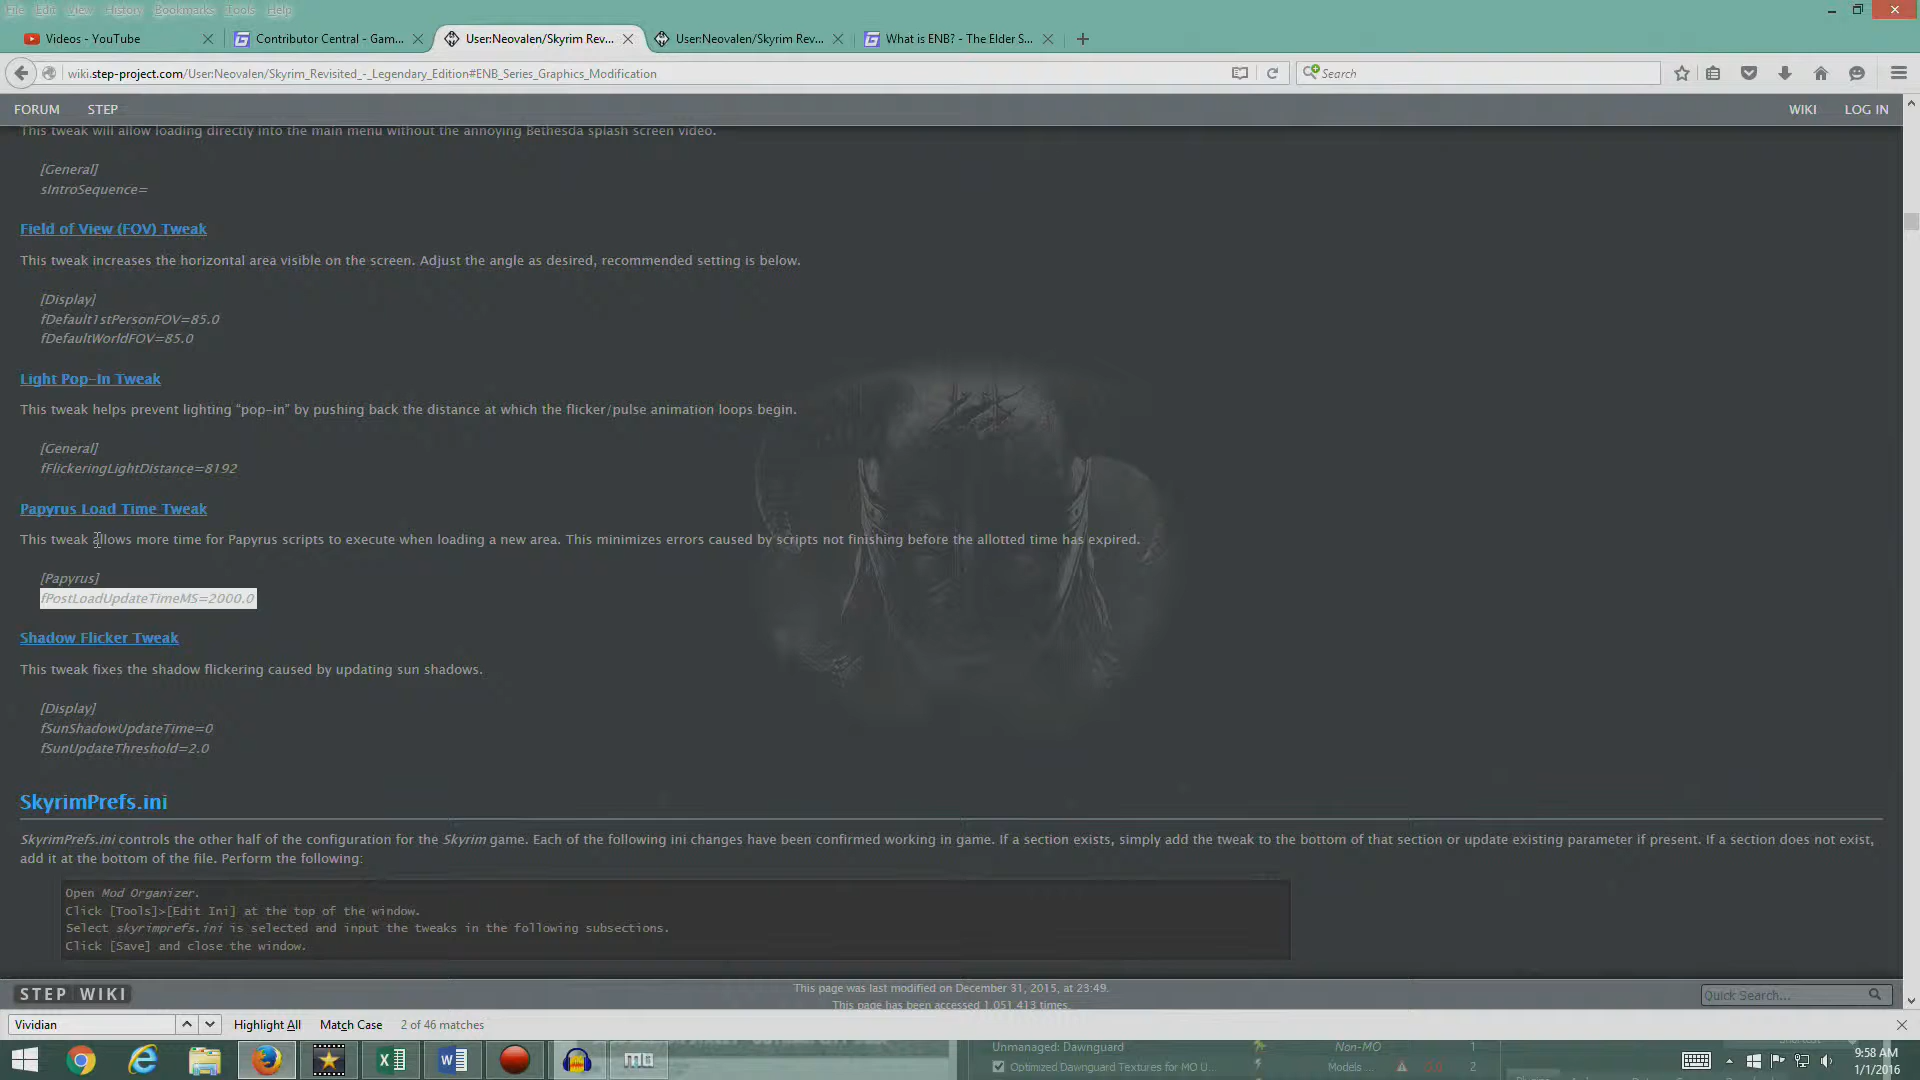 File Edit View History Bookmarks Tools Help
Videos - YouTube
Contributor Central - Gam...
User:Neovalen/Skyrim Rev...
User:Neovalen/Skyrim Rev...
What is ENB? - The Elder S...
wiki.step-project.com/User:Neovalen/Skyrim_Revisited_-_Legendary_Edition#ENB_Series_Graphics_Modification
Search
FORUM STEP WIKI LOG IN
This tweak will allow loading directly into the main menu without the annoying Bethesda splash screen video.
[General]
sIntroSequence=
Field of View (FOV) Tweak
This tweak increases the horizontal area visible on the screen. Adjust the angle as desired, recommended setting is below.
[Display]
fDefault1stPersonFOV=85.0
fDefaultWorldFOV=85.0
Light Pop-In Tweak
This tweak helps prevent lighting “pop-in” by pushing back the distance at which the flicker/pulse animation loops begin.
[General]
fFlickeringLightDistance=8192
Papyrus Load Time Tweak
This tweak allows more time for Papyrus scripts to execute when loading a new area. This minimizes errors caused by scripts not finishing before the allotted time has expired.
[Papyrus]
fPostLoadUpdateTimeMS=2000.0
Shadow Flicker Tweak
This tweak fixes the shadow flickering caused by updating sun shadows.
[Display]
fSunShadowUpdateTime=0
fSunUpdateThreshold=2.0
SkyrimPrefs.ini
SkyrimPrefs.ini controls the other half of the configuration for the Skyrim game. Each of the following ini changes have been confirmed working in game. If a section exists, simply add the tweak to the bottom of that section or update existing parameter if present. If a section does not exist,
add it at the bottom of the file. Perform the following:
Open Mod Organizer.
Click [Tools]>[Edit Ini] at the top of the window.
Select skyrimprefs.ini is selected and input the tweaks in the following subsections.
Click [Save] and close the window.
STEP WIKI
This page was last modified on December 31, 2015, at 23:49.
This page has been accessed 1,051,413 times.
Quick Search...
Vividian
Highlight All Match Case 2 of 46 matches
Unmanaged: Dawnguard Non-MO 1
Optimized Dawnguard Textures for MO U... Models ... 2
9:58 AM
1/1/2016